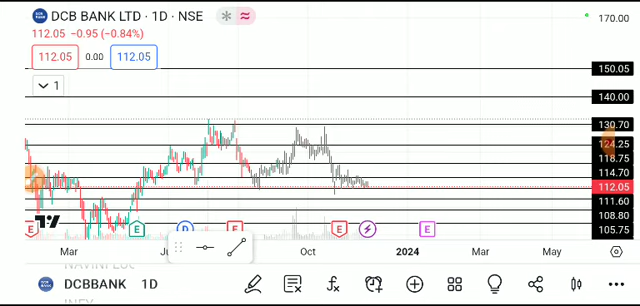 DCB BANK LTD · 1D · NSE
112.05 −0.95 (−0.84%)
112.05 0.00 112.05
1
170.00
150.05
140.00
130.70
124.25
118.75
114.70
112.05
111.60
108.80
105.75
E E D E E E
Mar Oct 2024 Mar May
DCBBANK 1D